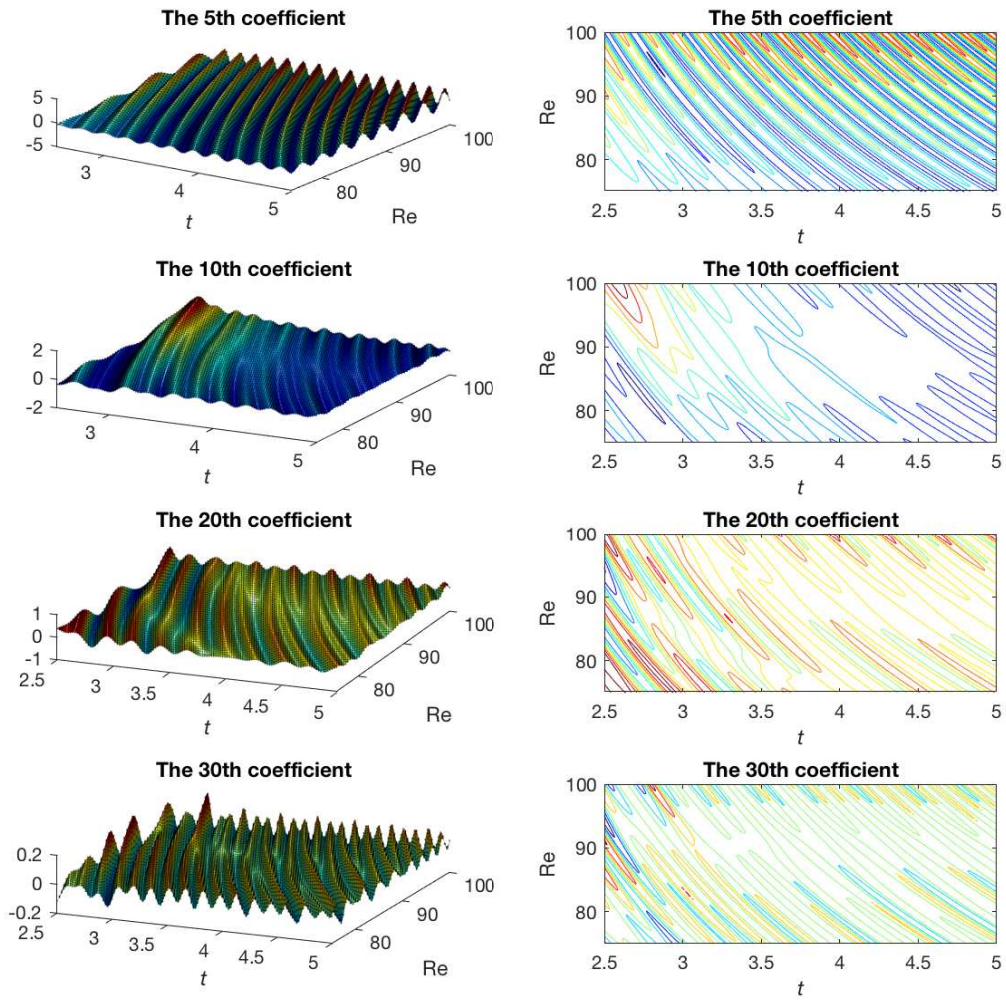 The 5th coefficient
5
0
-5
3
4
5
t
80
90
100
Re
The 5th coefficient
100
90
80
Re
2.5 3 3.5 4 4.5 5
t
The 10th coefficient
2
0
-2
3
4
5
t
80
90
100
Re
The 10th coefficient
100
90
80
Re
2.5 3 3.5 4 4.5 5
t
The 20th coefficient
1
0
-1
2.5
3
3.5
4
4.5
5
t
80
90
100
Re
The 20th coefficient
100
90
80
Re
2.5 3 3.5 4 4.5 5
t
The 30th coefficient
0.2
0
-0.2
2.5
3
3.5
4
4.5
5
t
80
90
100
Re
The 30th coefficient
100
90
80
Re
2.5 3 3.5 4 4.5 5
t